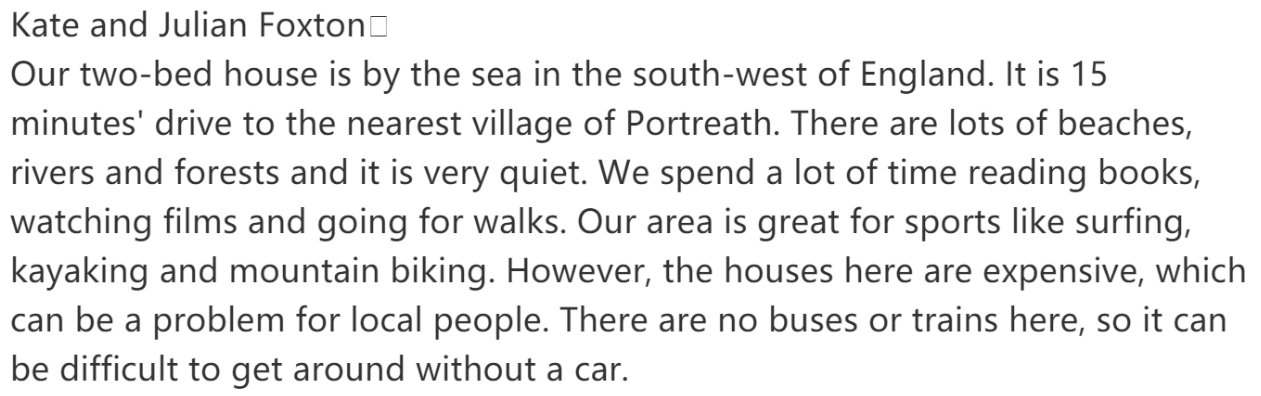 Kate and Julian Foxton□
Our two-bed house is by the sea in the south-west of England. It is 15
minutes' drive to the nearest village of Portreath. There are lots of beaches,
rivers and forests and it is very quiet. We spend a lot of time reading books,
watching films and going for walks. Our area is great for sports like surfing,
kayaking and mountain biking. However, the houses here are expensive, which
can be a problem for local people. There are no buses or trains here, so it can
be difficult to get around without a car.